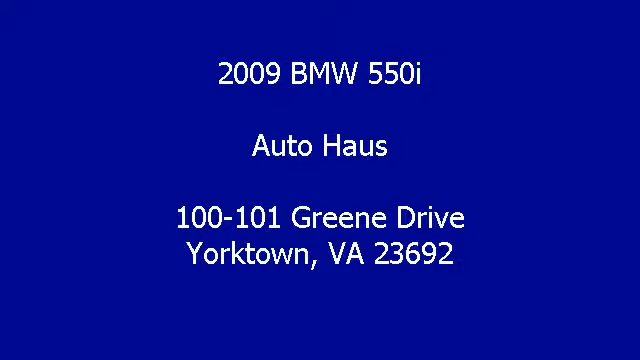 2009 BMW 550i
Auto Haus
100-101 Greene Drive
Yorktown, VA 23692